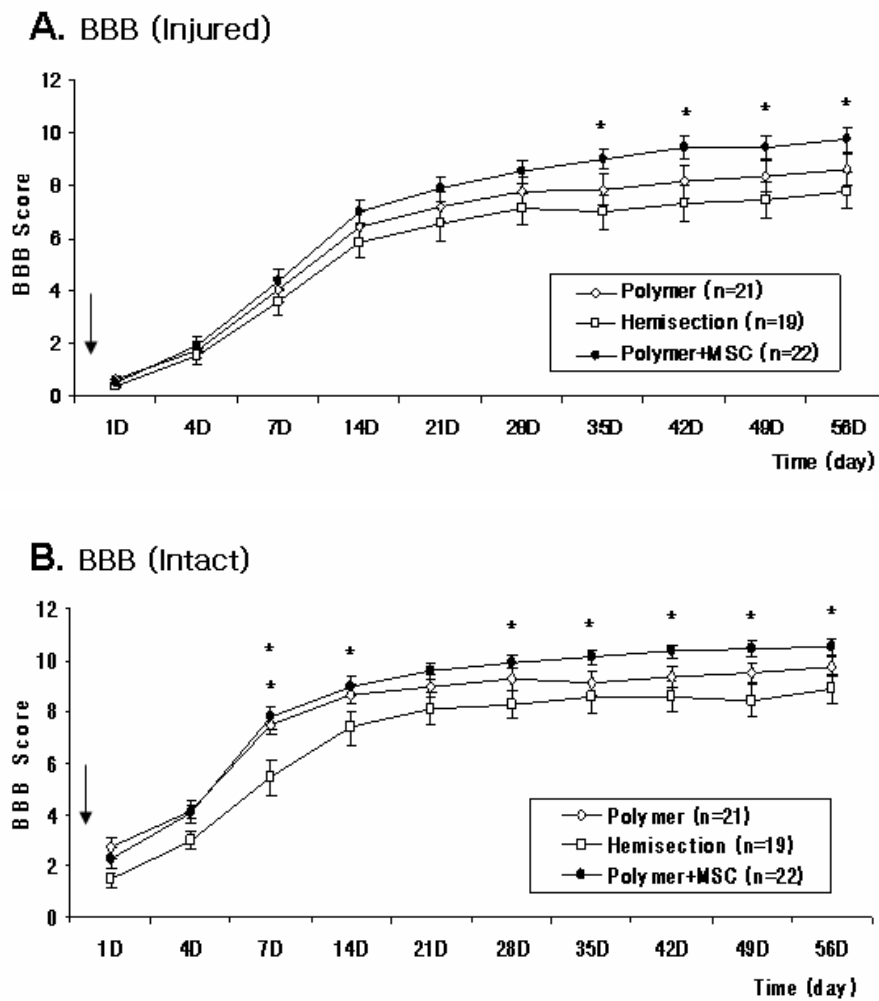 A. BBB (Injured)
12
10
8
6
4
2
0
BBB Score
* * * *
Polymer (n=21)
Hemisection (n=19)
Polymer+MSC (n=22)
1D 4D 7D 14D 21D 28D 35D 42D 49D 56D
Time (day)
B. BBB (Intact)
12
10
8
6
4
2
0
BBB Score
* * * * * * *
*
Polymer (n=21)
Hemisection (n=19)
Polymer+MSC (n=22)
1D 4D 7D 14D 21D 28D 35D 42D 49D 56D
Time (day)